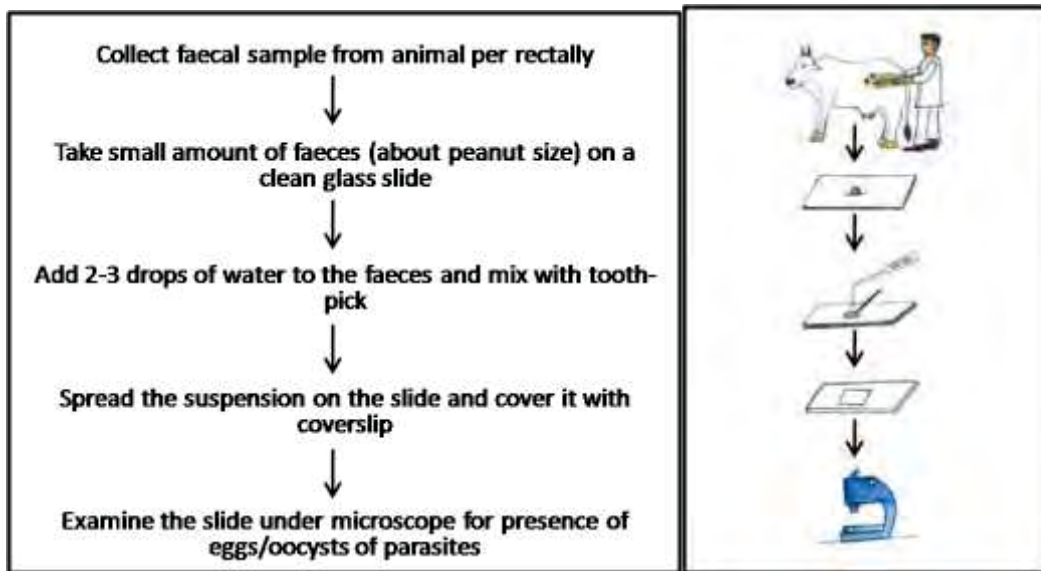 Collect faecal sample from animal per rectally
Take small amount of faeces (about peanut size) on a
clean glass slide
Add 2-3 drops of water to the faeces and mix with tooth-
pick
Spread the suspension on the slide and cover it with
coverslip
Examine the slide under microscope for presence of
eggs/oocysts of parasites